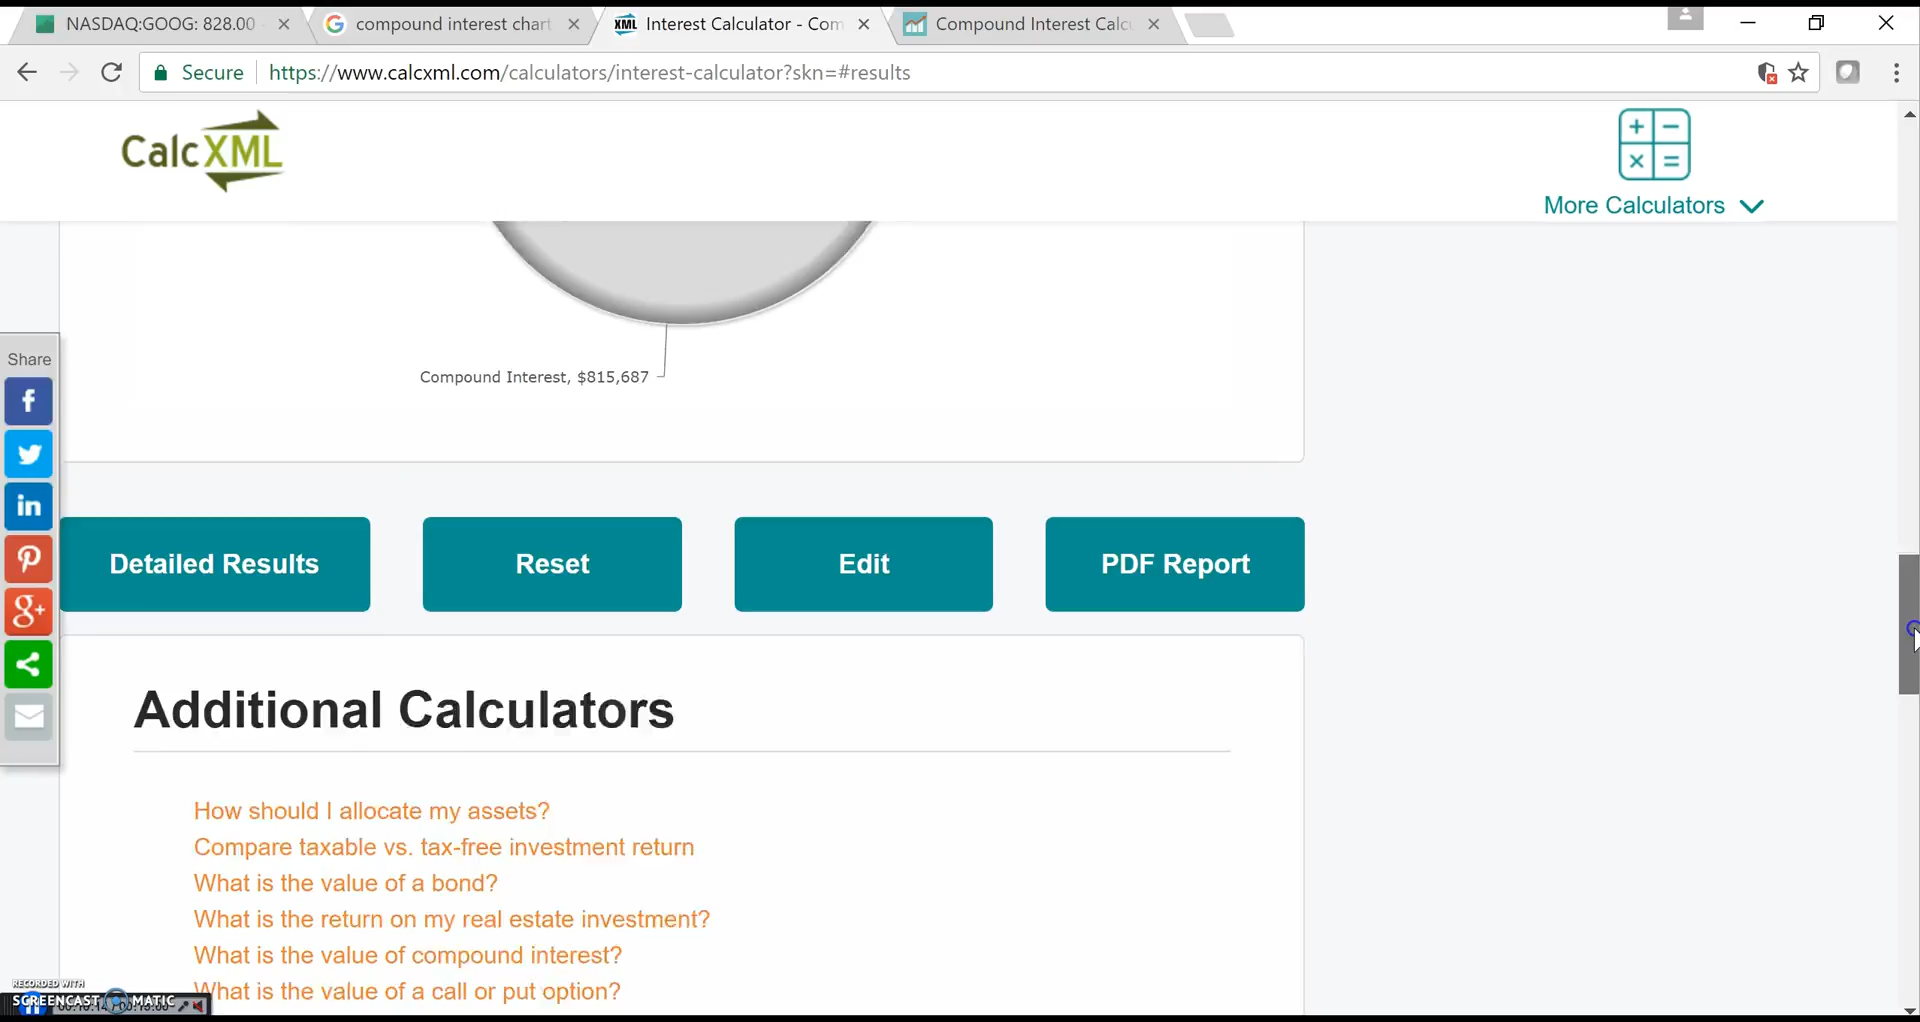 NASDAQ:GOOG: 828.00
compound interest chart
XML Interest Calculator - Com
Compound Interest Calcu
Secure https://www.calcxml.com/calculators/interest-calculator?skn=#results
CalcXML
More Calculators
Share
Compound Interest, $815,687
Detailed Results
Reset
Edit
PDF Report
Additional Calculators
How should I allocate my assets?
Compare taxable vs. tax-free investment return
What is the value of a bond?
What is the return on my real estate investment?
What is the value of compound interest?
What is the value of a call or put option?
RECORDED WITH
SCREENCAST MATIC